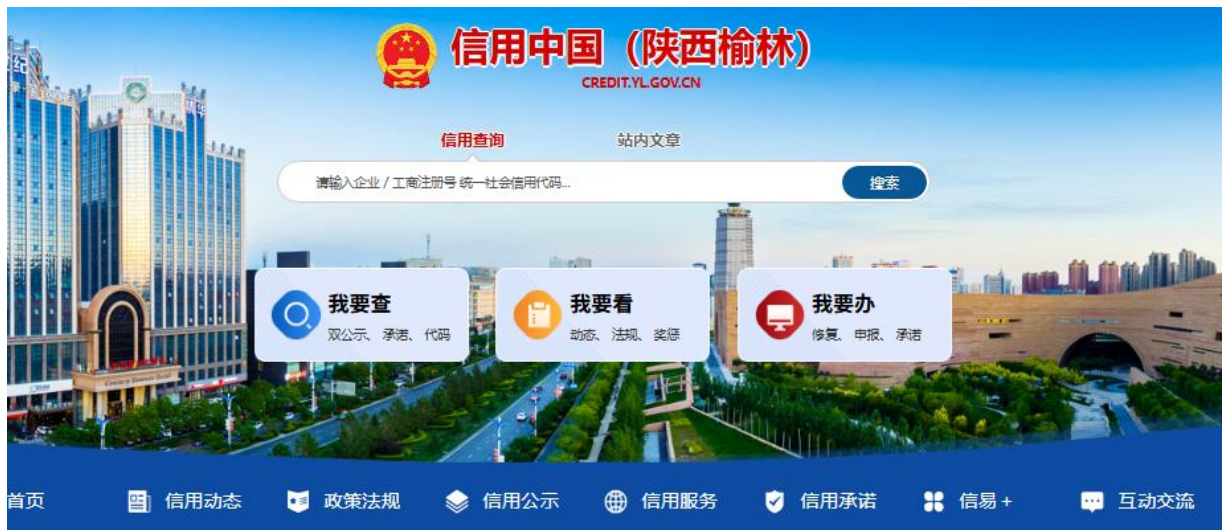 信用中国（陕西榆林）
CREDIT.YL.GOV.CN
信用查询
站内文章
请输入企业 / 工商注册号 统一社会信用代码...
搜索
我要查
双公示、承诺、代码
我要看
动态、法规、奖惩
我要办
修复、申报、承诺
首页
信用动态
政策法规
信用公示
信用服务
信用承诺
信易 +
互动交流